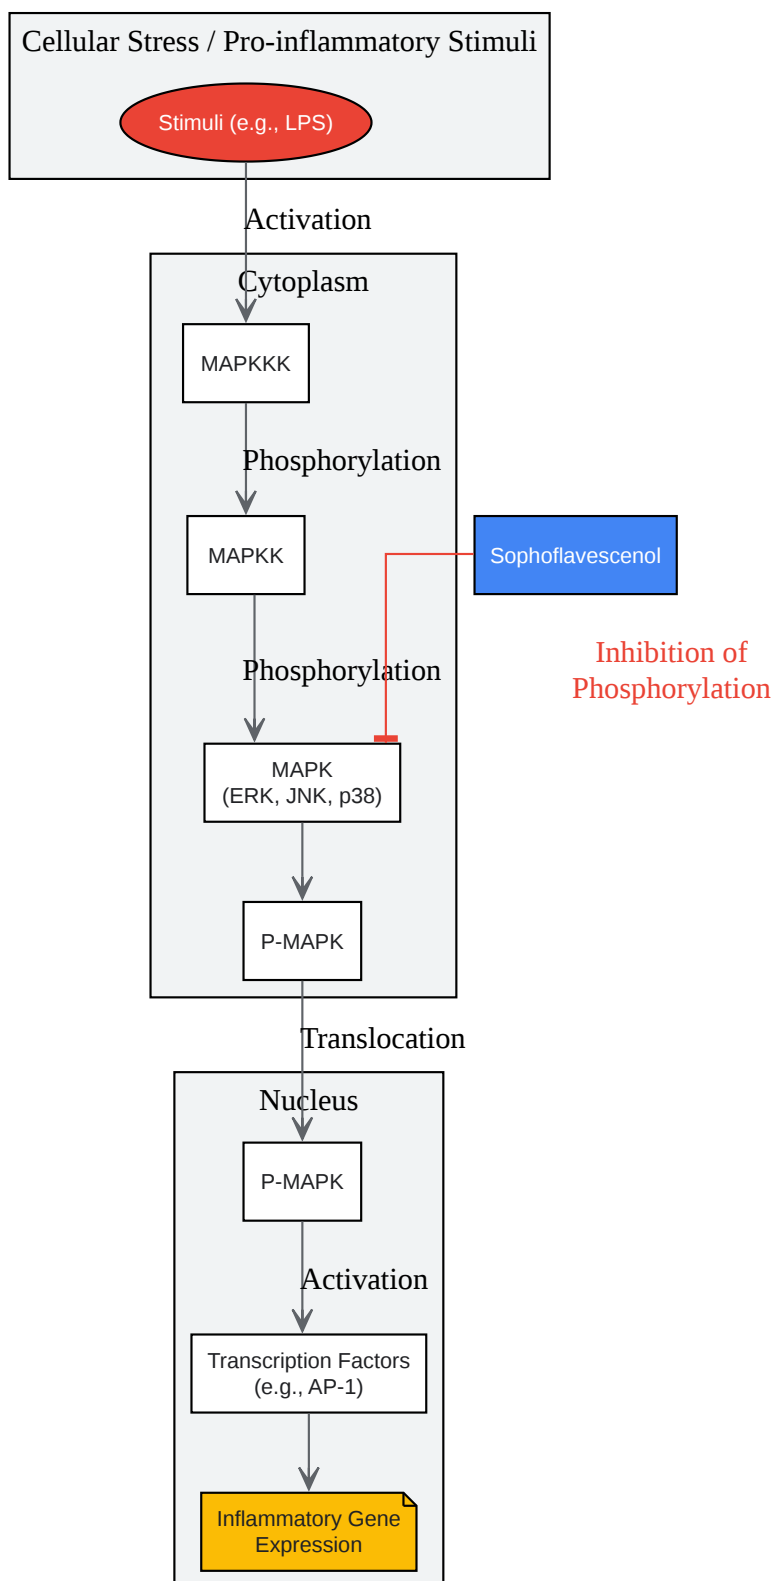 Cellular Stress / Pro-inflammatory Stimuli
Stimuli (e.g., LPS)
Activation
Cytoplasm
MAPKKK
Phosphorylation
MAPKK
Sophoflavescenol
Inhibition of
Phosphorylation
Phosphorylation
MAPK
(ERK, JNK, p38)
P-MAPK
Translocation
Nucleus
P-MAPK
Activation
Transcription Factors
(e.g., AP-1)
Inflammatory Gene
Expression